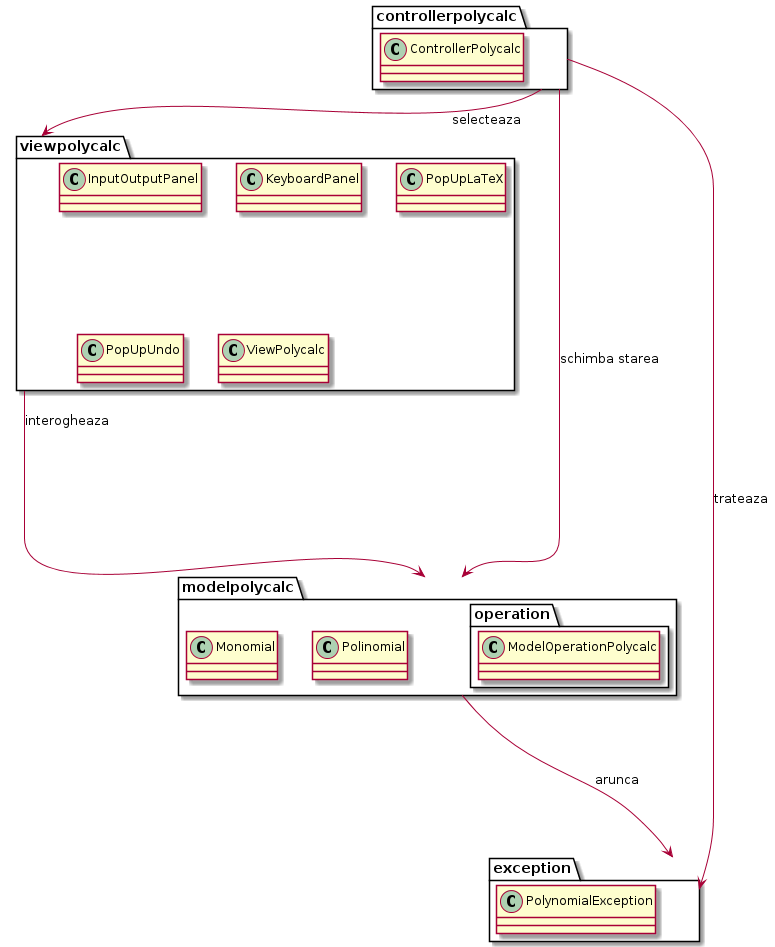 controllerpolycalc
C ControllerPolycalc
selecteaza
viewpolycalc
C InputOutputPanel
C KeyboardPanel
C PopUpLaTeX
C PopUpUndo
C ViewPolycalc
schimba starea
interogheaza
trateaza
modelpolycalc
operation
C Monomial
C Polinomial
C ModelOperationPolycalc
arunca
exception
C PolynomialException